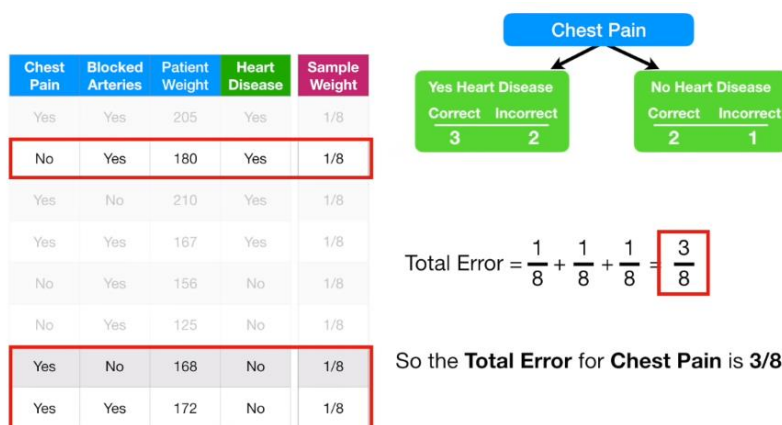 Chest Pain Blocked Arteries Patient Weight Heart Disease Sample Weight
Yes Yes 205 Yes 1/8
No Yes 180 Yes 1/8
Yes No 210 Yes 1/8
Yes Yes 167 Yes 1/8
No Yes 156 No 1/8
No Yes 125 No 1/8
Yes No 168 No 1/8
Yes Yes 172 No 1/8
Chest Pain
Yes Heart Disease
Correct Incorrect
3 2
No Heart Disease
Correct Incorrect
2 1
Total Error = 1/8 + 1/8 + 1/8 = 3/8
So the Total Error for Chest Pain is 3/8